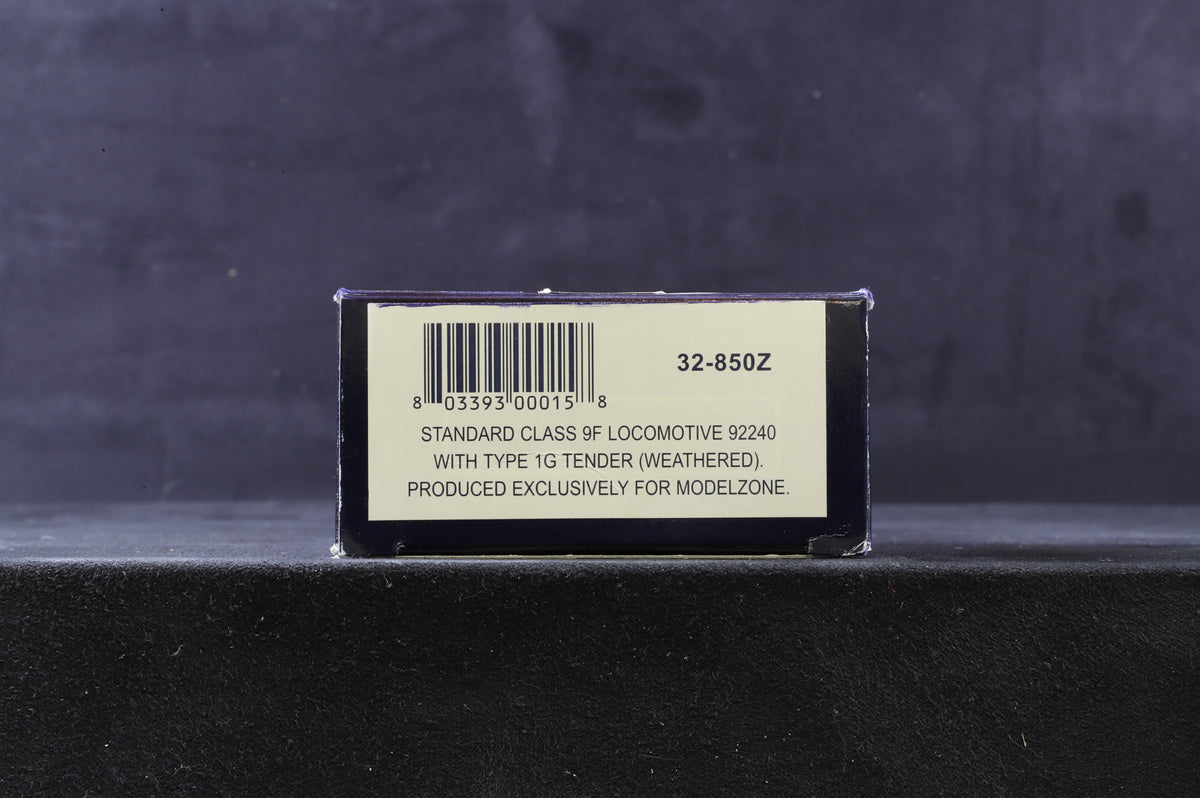 32-850Z
8 03393 00015 8
STANDARD CLASS 9F LOCOMOTIVE 92240
WITH TYPE 1G TENDER (WEATHERED).
PRODUCED EXCLUSIVELY FOR MODELZONE.